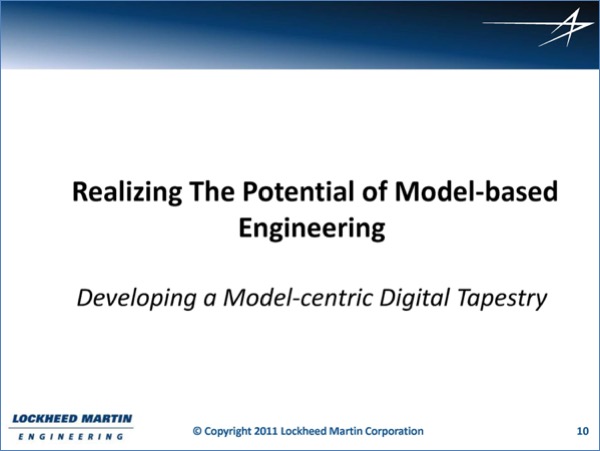 Realizing The Potential of Model-based
Engineering
Developing a Model-centric Digital Tapestry
LOCKHEED MARTIN
ENGINEERING
© Copyright 2011 Lockheed Martin Corporation
10